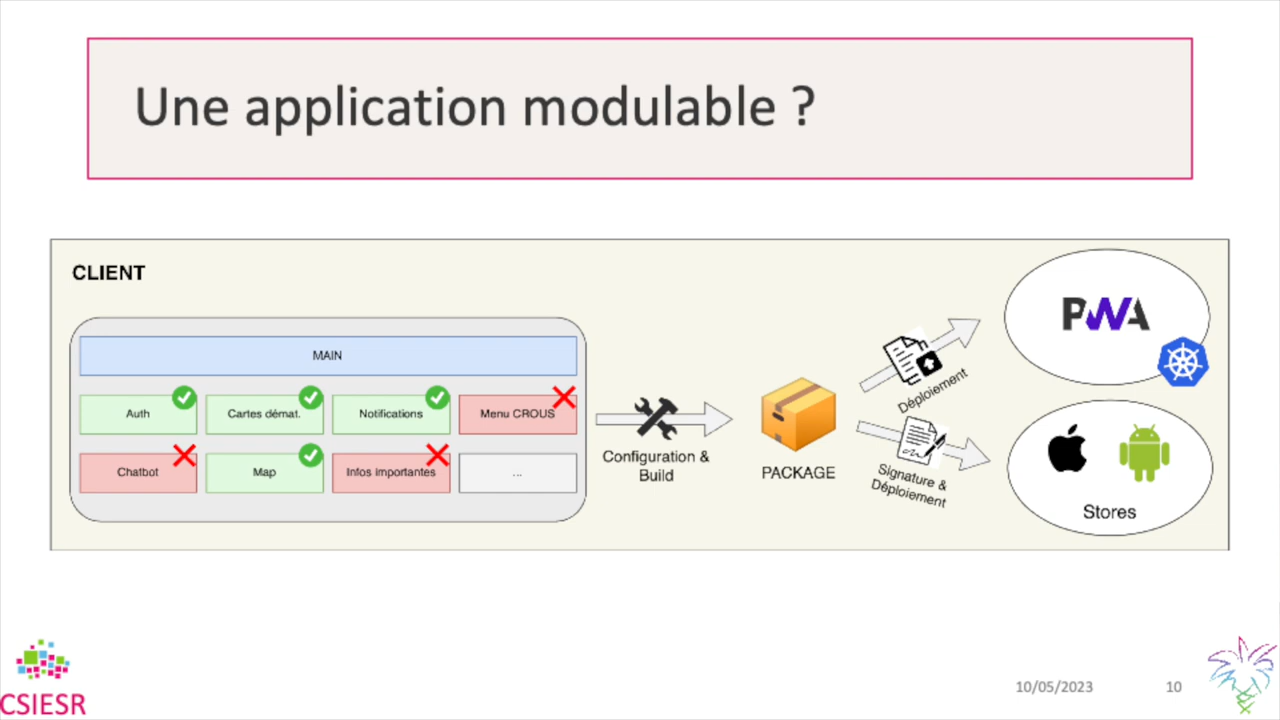 Une application modulable ?
CLIENT
MAIN
Auth
Cartes démat.
Notifications
Menu CROUS
Chatbot
Map
Infos importantes
...
Configuration &
Build
PACKAGE
Déploiement
Signature &
Déploiement
PWA
Stores
CSIESR
10/05/2023
10